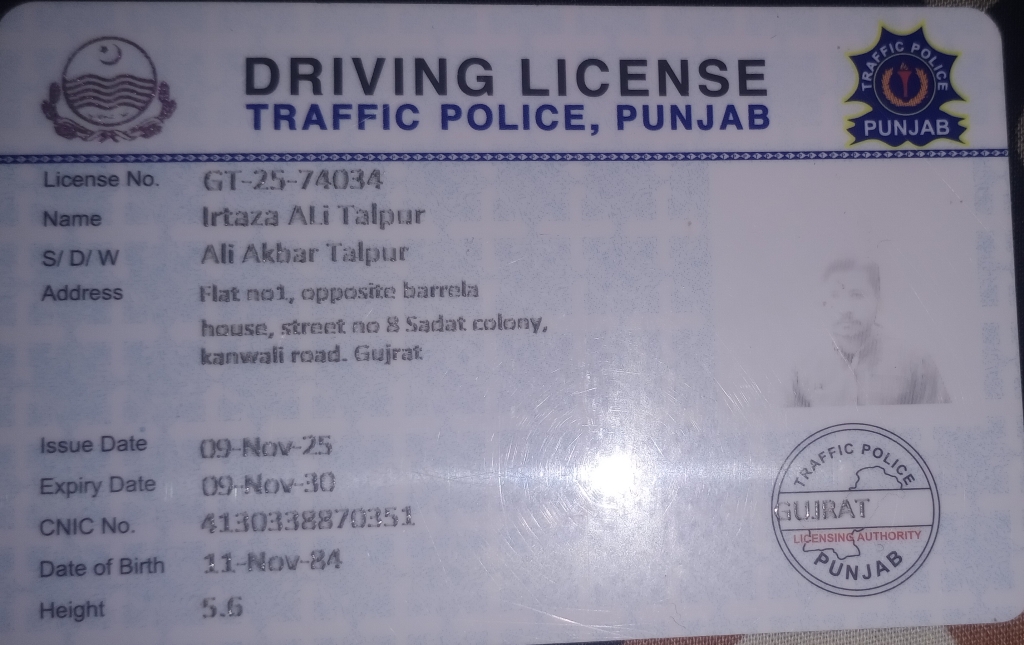 DRIVING LICENSE
TRAFFIC POLICE, PUNJAB
TRAFFIC POLICE
PUNJAB
License No. GT-25-74034
Name Irtaza ALi Talpur
S/ D/ W Ali Akbar Talpur
Address Flat no1, opposite barrela
house, street no 8 Sadat colony,
kanwali road. Gujrat
Issue Date 09-Nov-25
Expiry Date 09-Nov-30
CNIC No. 4130338870351
Date of Birth 11-Nov-84
Height 5.6
TRAFFIC POLICE
GUJRAT
LICENSING AUTHORITY
PUNJAB